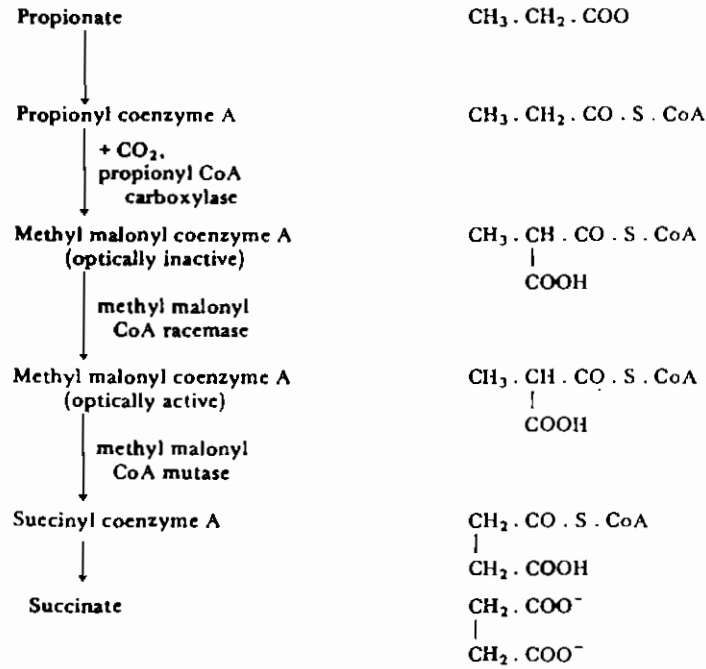 Propionate CH₃ . CH₂ . COO
Propionyl coenzyme A CH₃ . CH₂ . CO . S . CoA
+ CO₂,
propionyl CoA
carboxylase
Methyl malonyl coenzyme A CH₃ . CH . CO . S . CoA
(optically inactive) |
COOH
methyl malonyl
CoA racemase
Methyl malonyl coenzyme A CH₃ . CH . CO . S . CoA
(optically active) |
COOH
methyl malonyl
CoA mutase
Succinyl coenzyme A CH₂ . CO . S . CoA
|
CH₂ . COOH
Succinate CH₂ . COO⁻
|
CH₂ . COO⁻